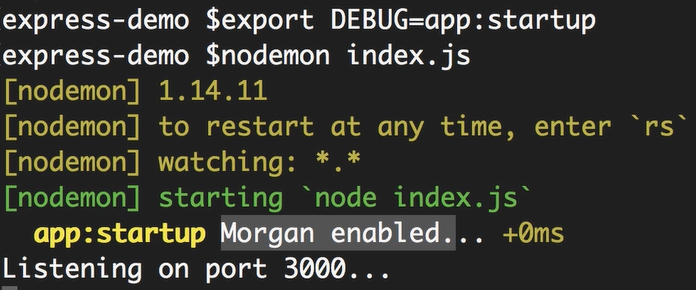 express-demo $export DEBUG=app:startup
express-demo $nodemon index.js
[nodemon] 1.14.11
[nodemon] to restart at any time, enter `rs`
[nodemon] watching: *.*
[nodemon] starting `node index.js`
app:startup Morgan enabled... +0ms
Listening on port 3000...